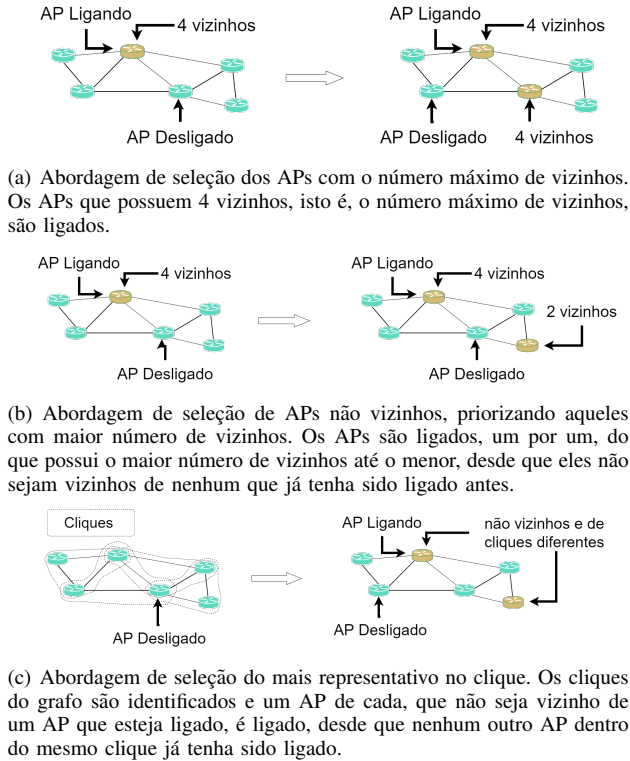 AP Ligando
4 vizinhos
AP Desligado
AP Ligando
4 vizinhos
AP Desligado
4 vizinhos
(a) Abordagem de seleção dos APs com o número máximo de vizinhos.
Os APs que possuem 4 vizinhos, isto é, o número máximo de vizinhos,
são ligados.
AP Ligando
4 vizinhos
AP Desligado
AP Ligando
4 vizinhos
2 vizinhos
AP Desligado
(b) Abordagem de seleção de APs não vizinhos, priorizando aqueles
com maior número de vizinhos. Os APs são ligados, um por um, do
que possui o maior número de vizinhos até o menor, desde que eles não
sejam vizinhos de nenhum que já tenha sido ligado antes.
Cliques
AP Desligado
AP Ligando
não vizinhos e de
cliques diferentes
AP Desligado
(c) Abordagem de seleção do mais representativo no clique. Os cliques
do grafo são identificados e um AP de cada, que não seja vizinho de
um AP que esteja ligado, é ligado, desde que nenhum outro AP dentro
do mesmo clique já tenha sido ligado.